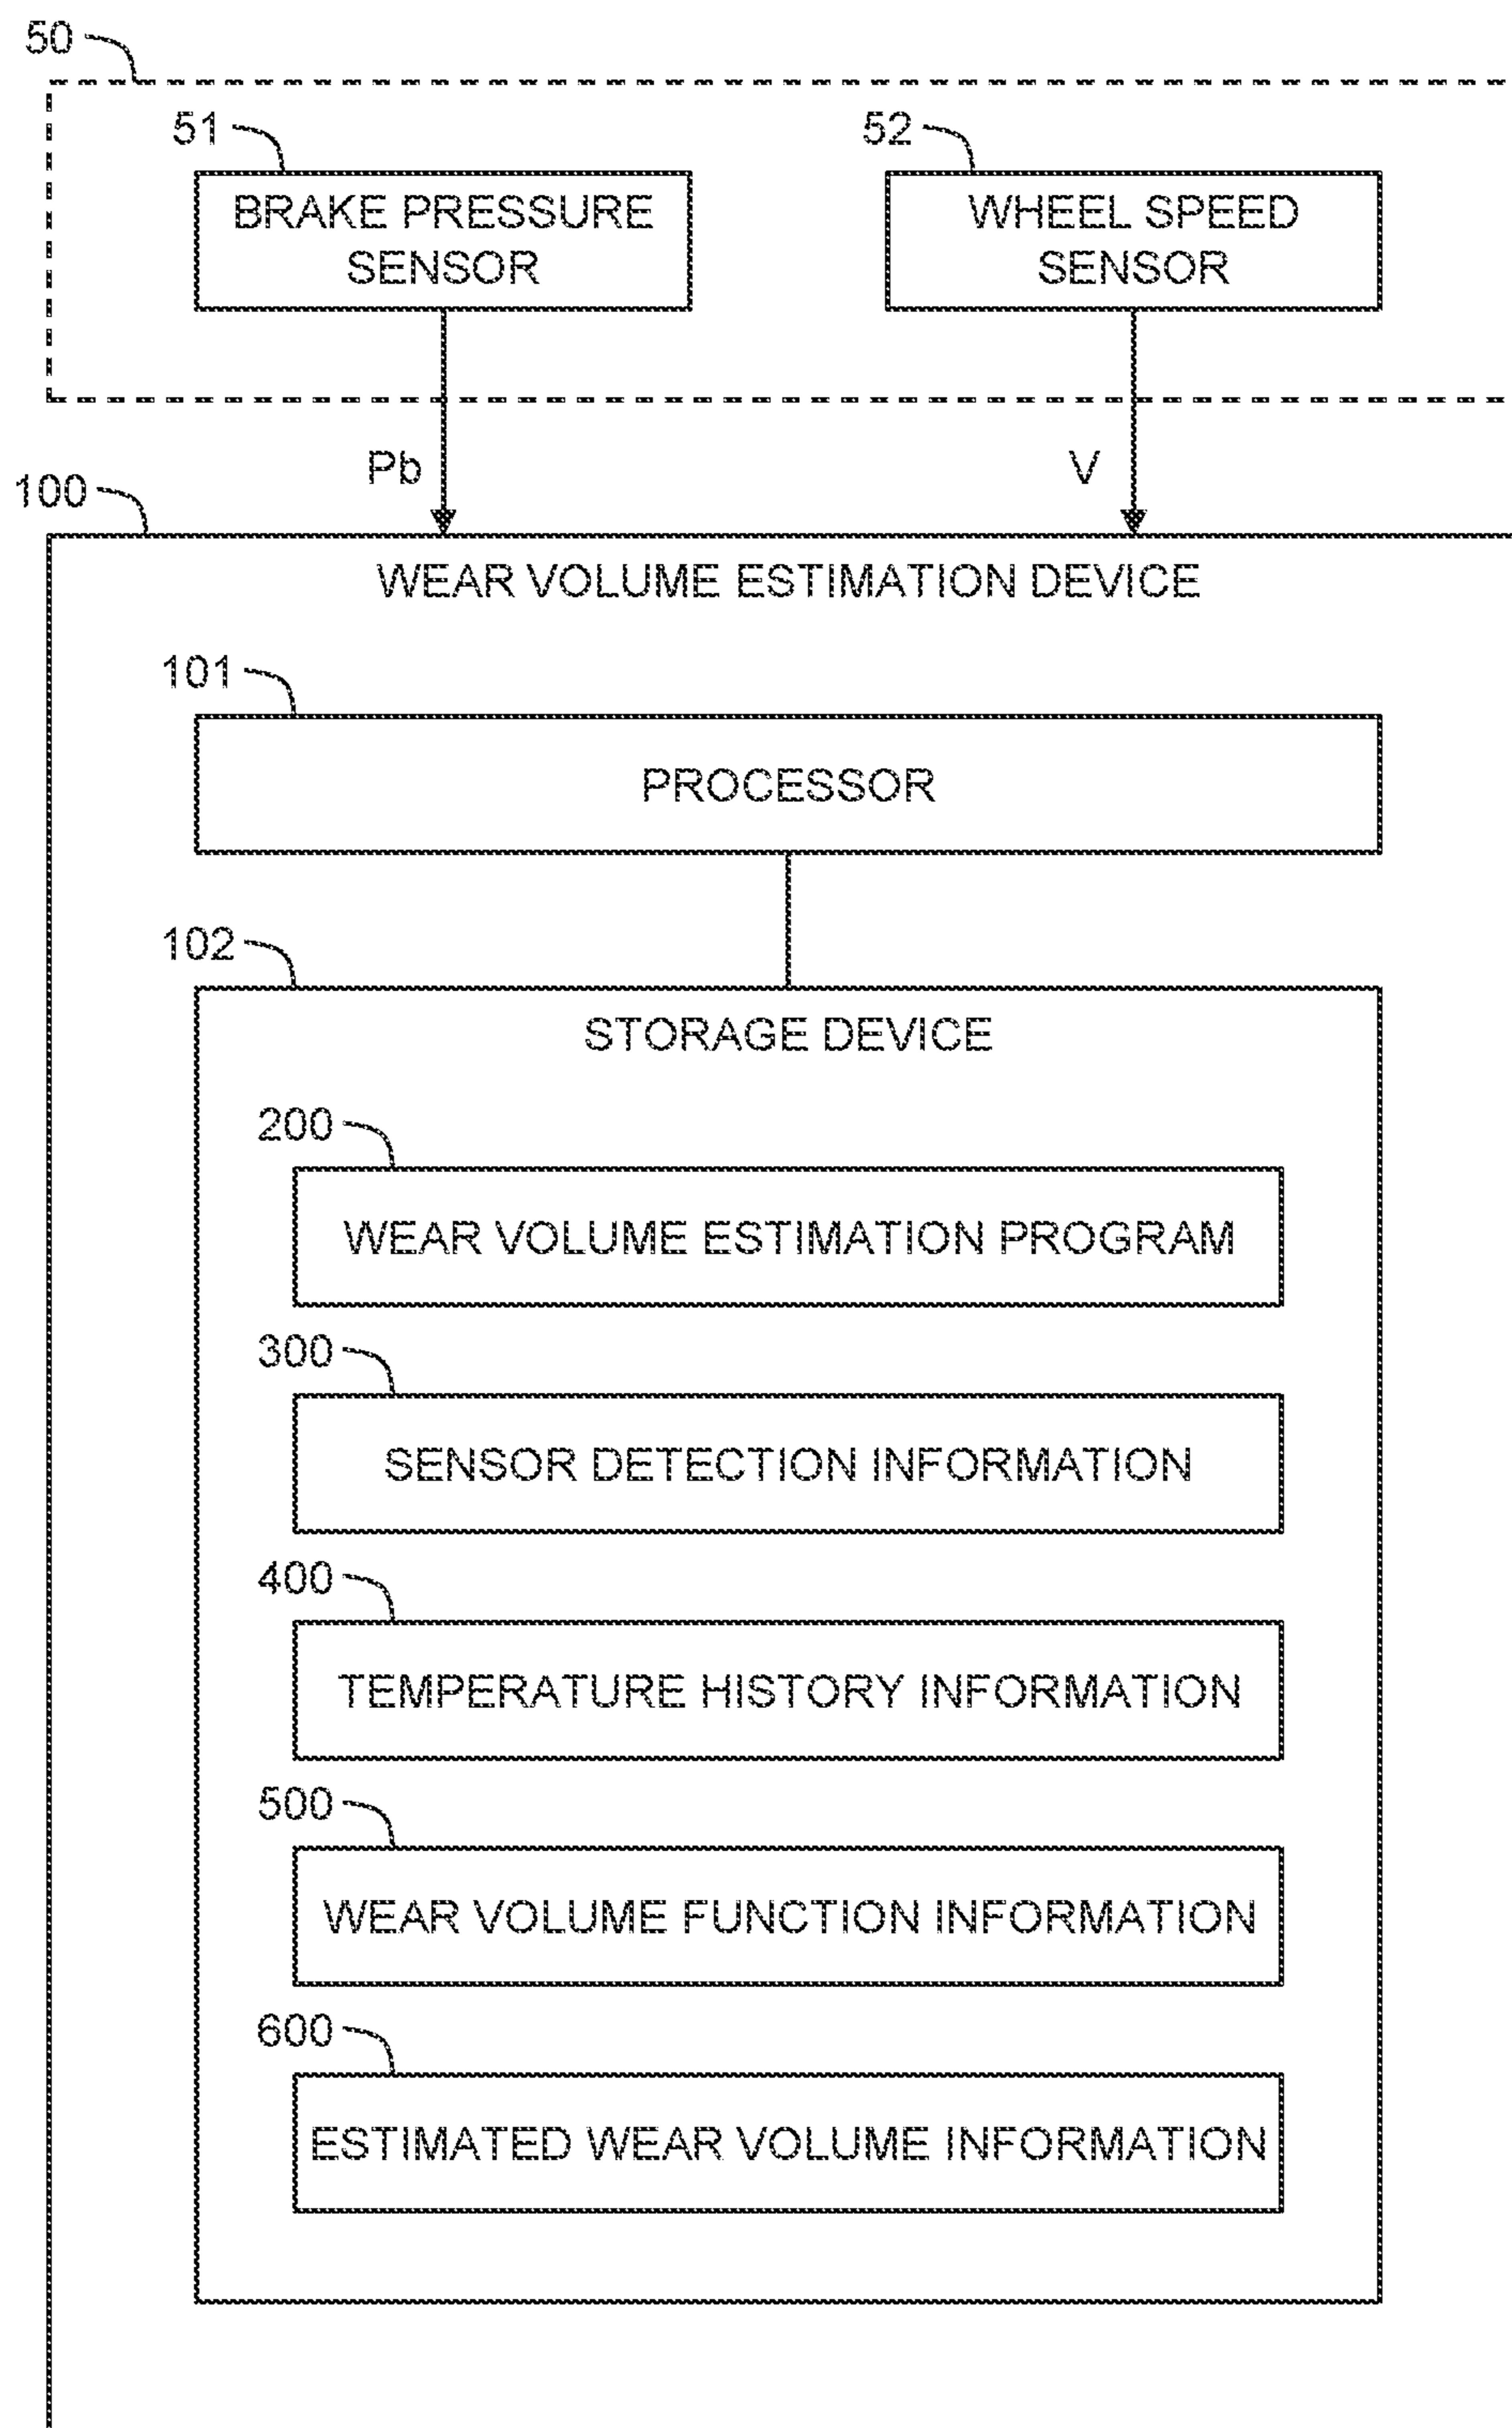 50
51
52
BRAKE PRESSURE
SENSOR
WHEEL SPEED
SENSOR
Pb
V
100
WEAR VOLUME ESTIMATION DEVICE
101
PROCESSOR
102
STORAGE DEVICE
200
WEAR VOLUME ESTIMATION PROGRAM
300
SENSOR DETECTION INFORMATION
400
TEMPERATURE HISTORY INFORMATION
500
WEAR VOLUME FUNCTION INFORMATION
600
ESTIMATED WEAR VOLUME INFORMATION